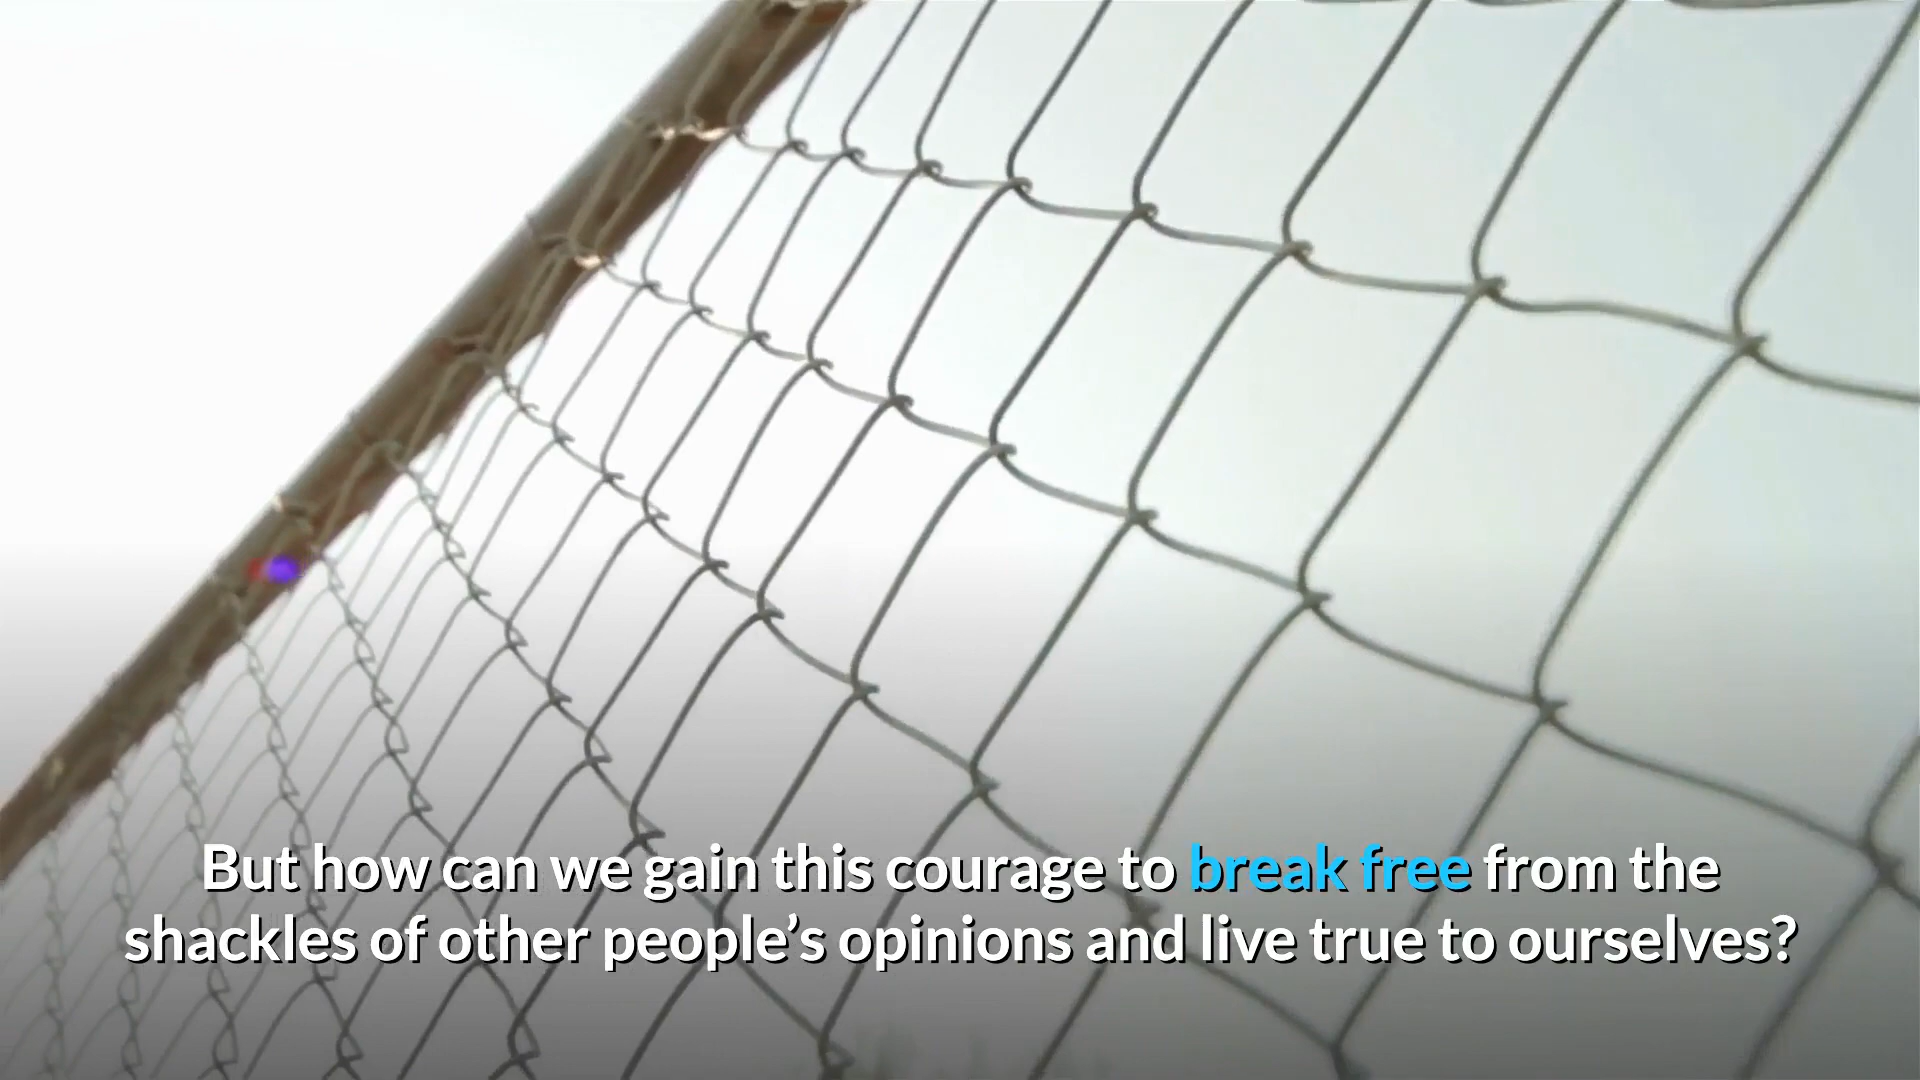 But how can we gain this courage to break free from the
shackles of other people’s opinions and live true to ourselves?